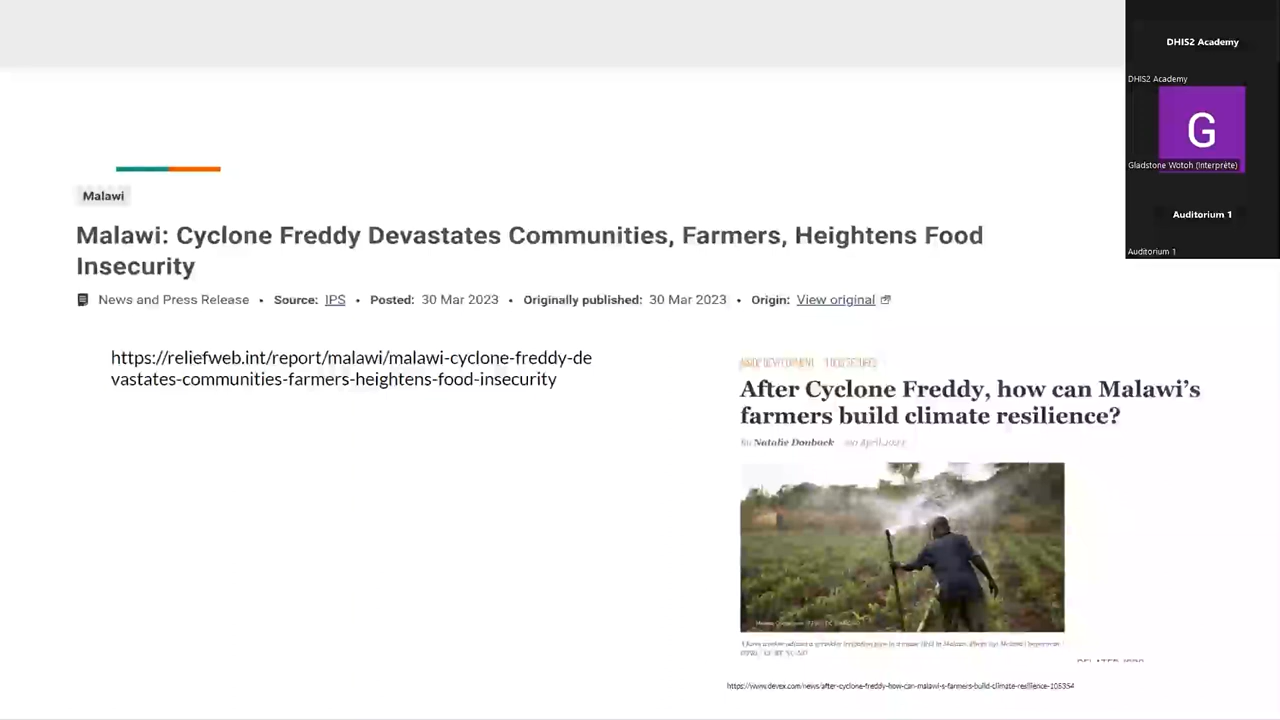 Malawi
Malawi: Cyclone Freddy Devastates Communities, Farmers, Heightens Food
Insecurity
News and Press Release • Source: IPS • Posted: 30 Mar 2023 • Originally published: 30 Mar 2023 • Origin: View original
https://reliefweb.int/report/malawi/malawi-cyclone-freddy-de
vastates-communities-farmers-heightens-food-insecurity
After Cyclone Freddy, how can Malawi's
farmers build climate resilience?
By Natalie Donback
https://www.devex.com/news/after-cyclone-freddy-how-can-malawi-s-farmers-build-climate-resilience-105354
DHIS2 Academy
DHIS2 Academy
G
Gladstone Wotoh (Interprète)
Auditorium 1
Auditorium 1